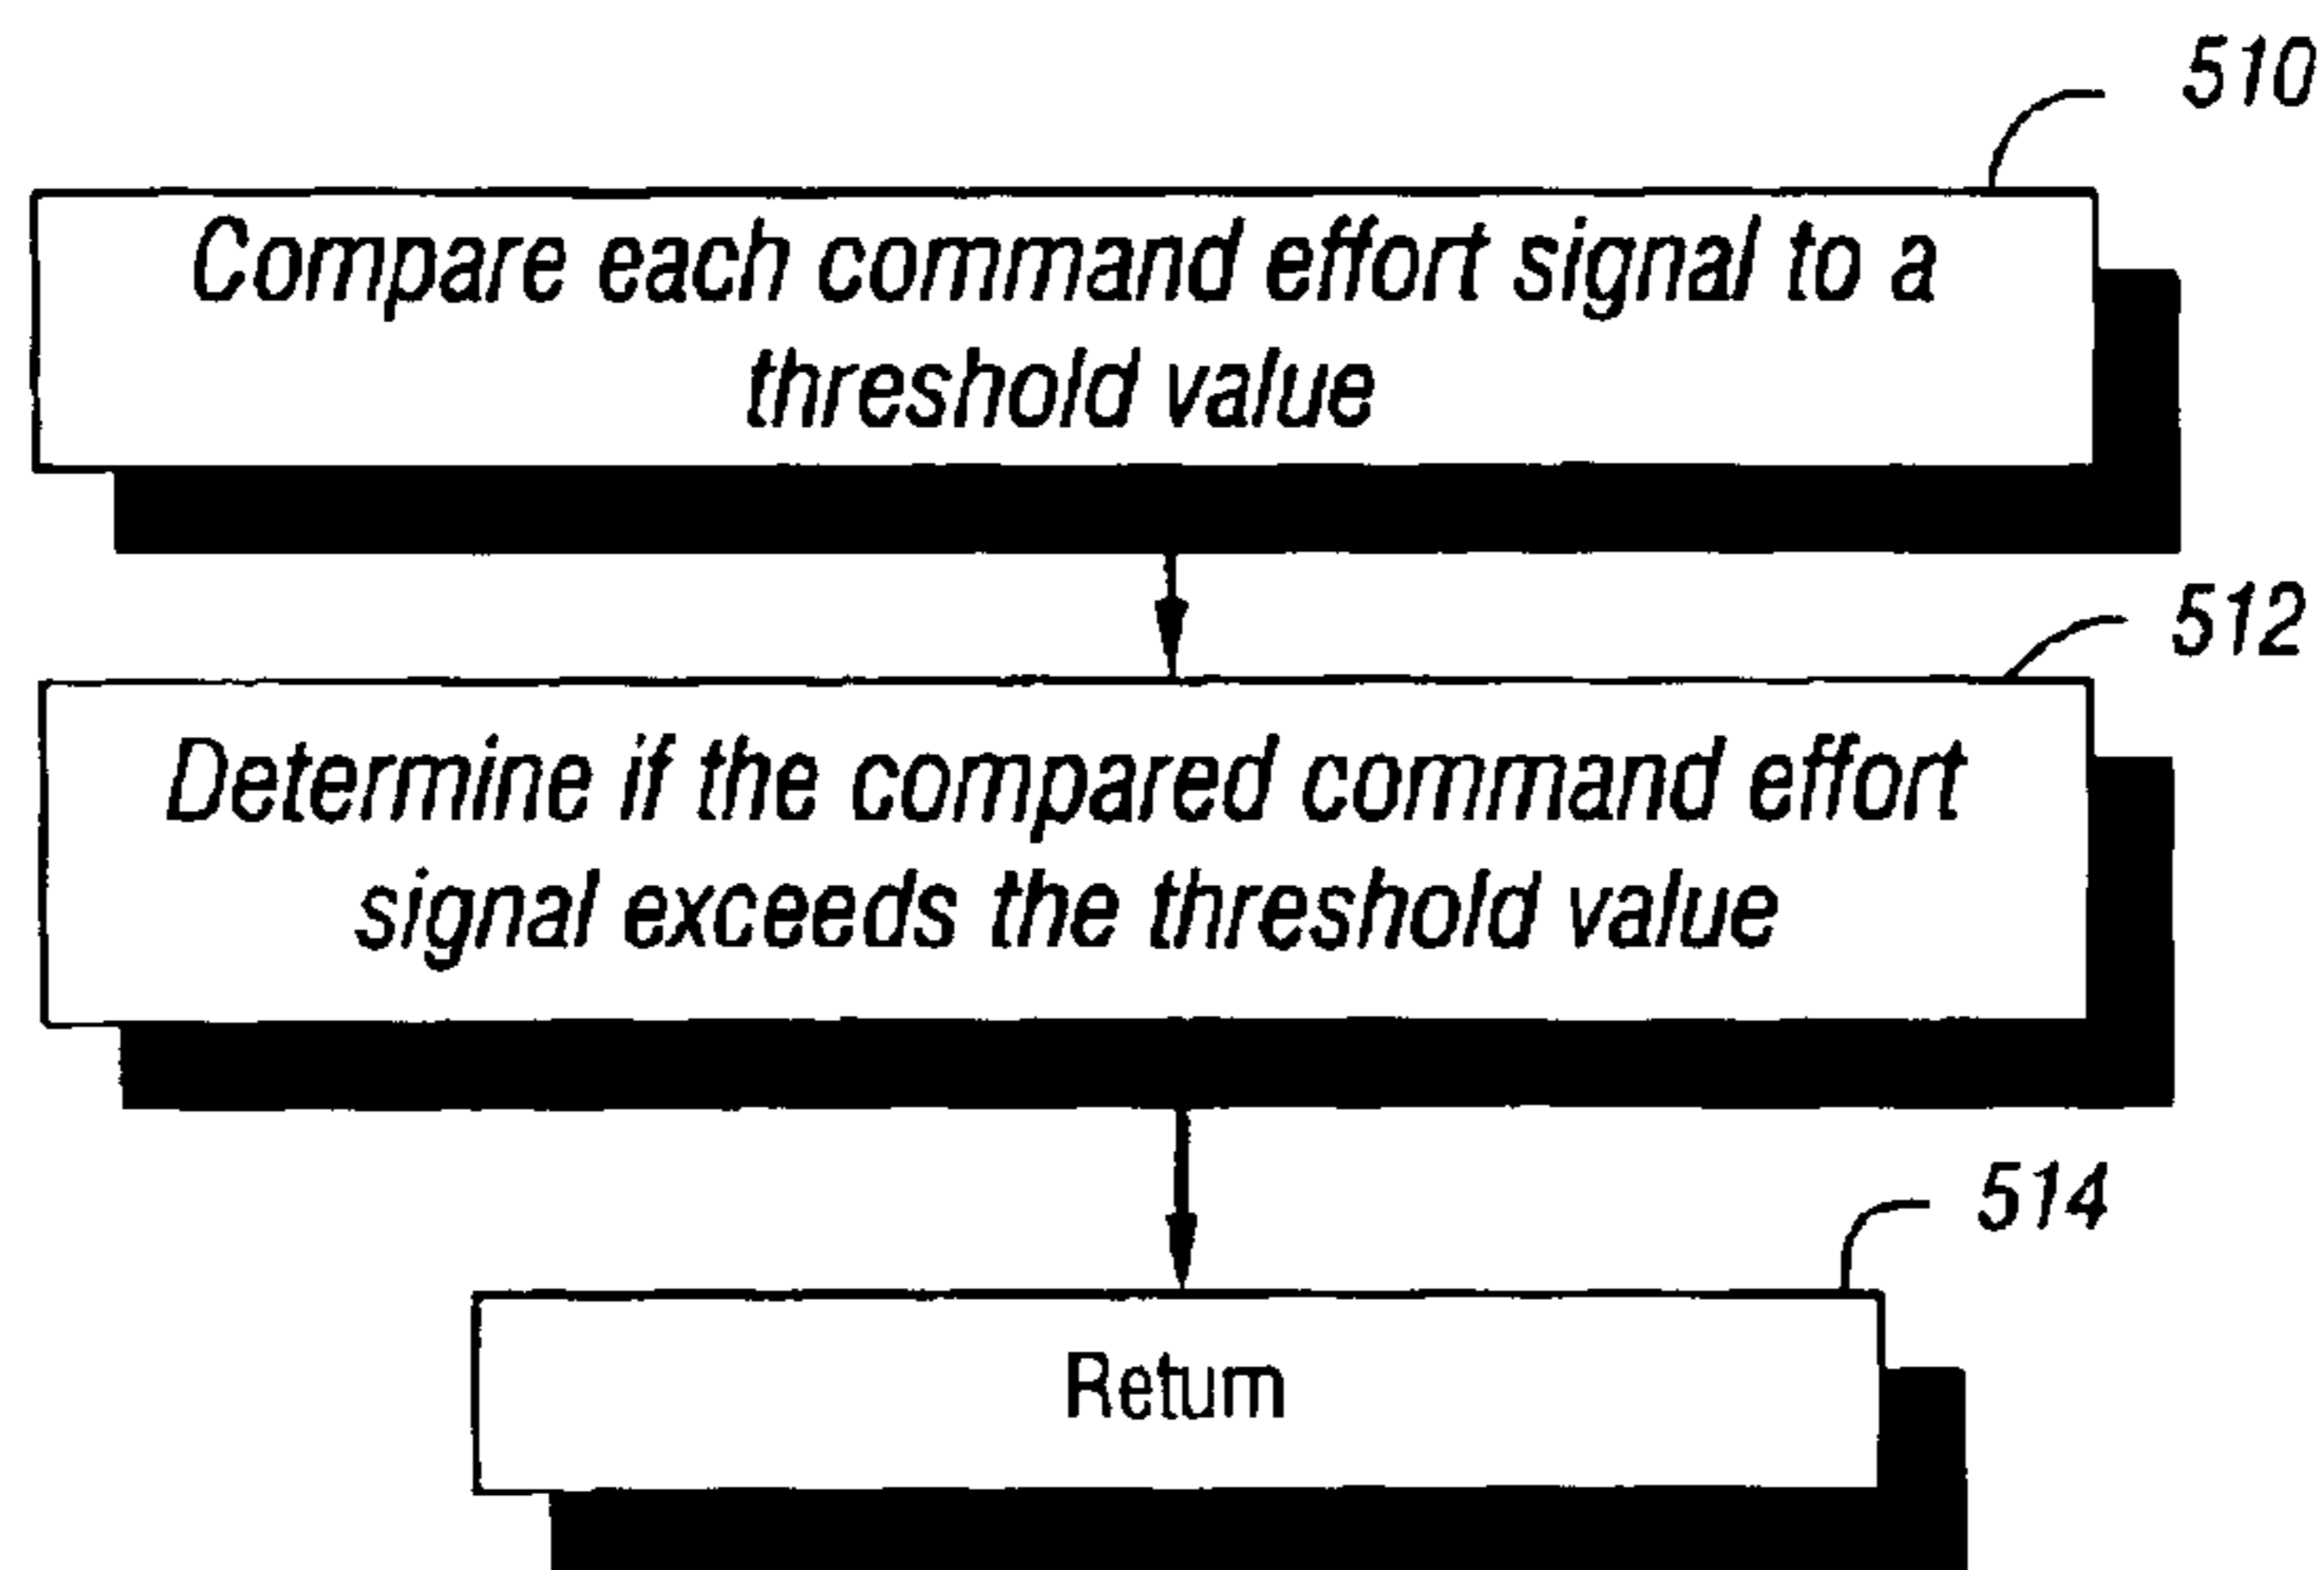 510
Compare each command effort signal to a
threshold value
512
Determine if the compared command effort
signal exceeds the threshold value
514
Return